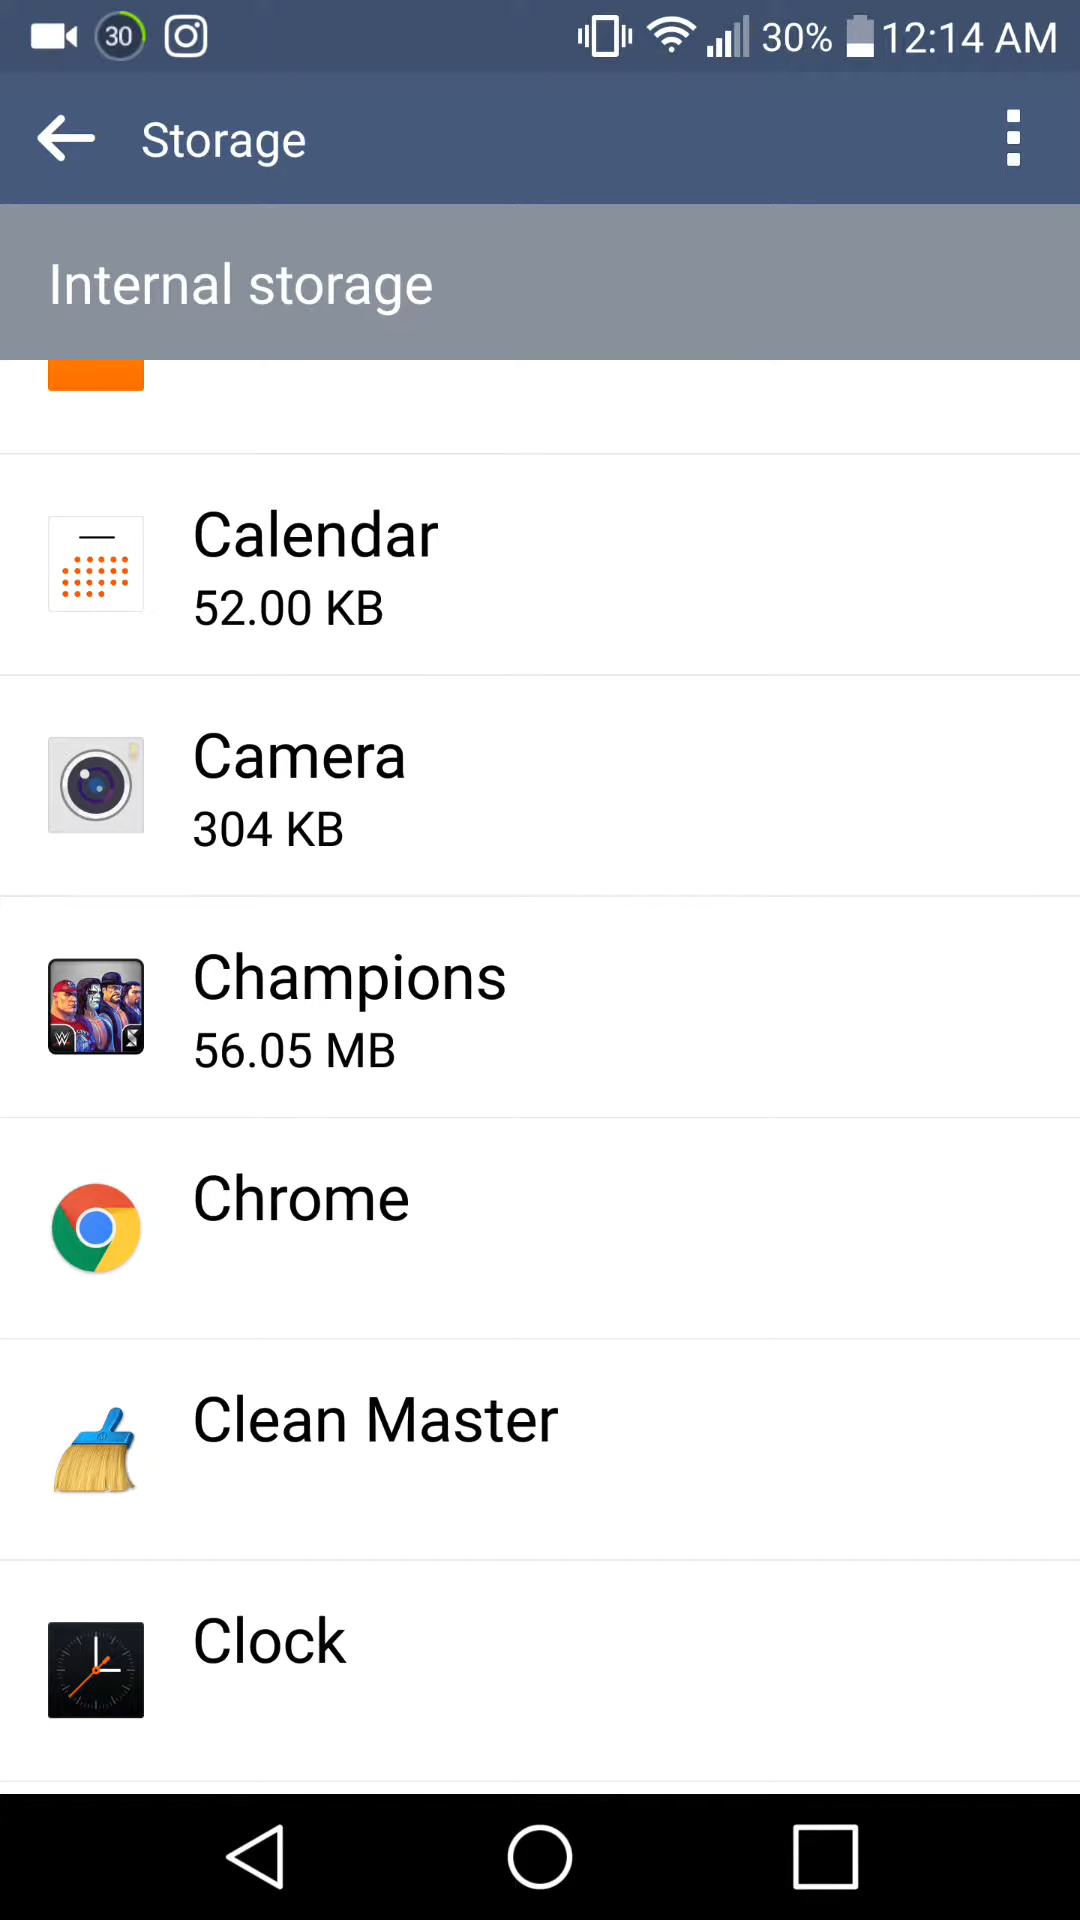 30 30% 12:14 AM
Storage
Internal storage
Calendar
52.00 KB
Camera
304 KB
Champions
56.05 MB
Chrome
Clean Master
Clock